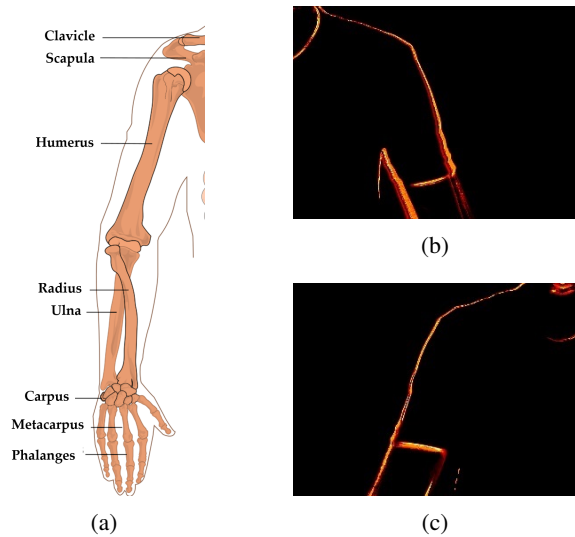 Clavicle
Scapula
Humerus
Radius
Ulna
Carpus
Metacarpus
Phalanges
(a)
(b)
(c)